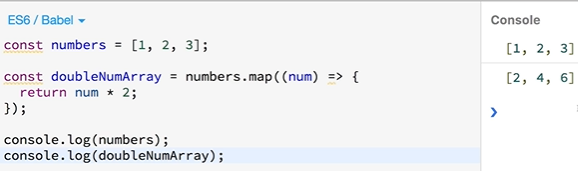 ES6 / Babel
const numbers = [1, 2, 3];
const doubleNumArray = numbers.map((num) => {
  return num * 2;
});
console.log(numbers);
console.log(doubleNumArray);
Console
[1, 2, 3]
[2, 4, 6]